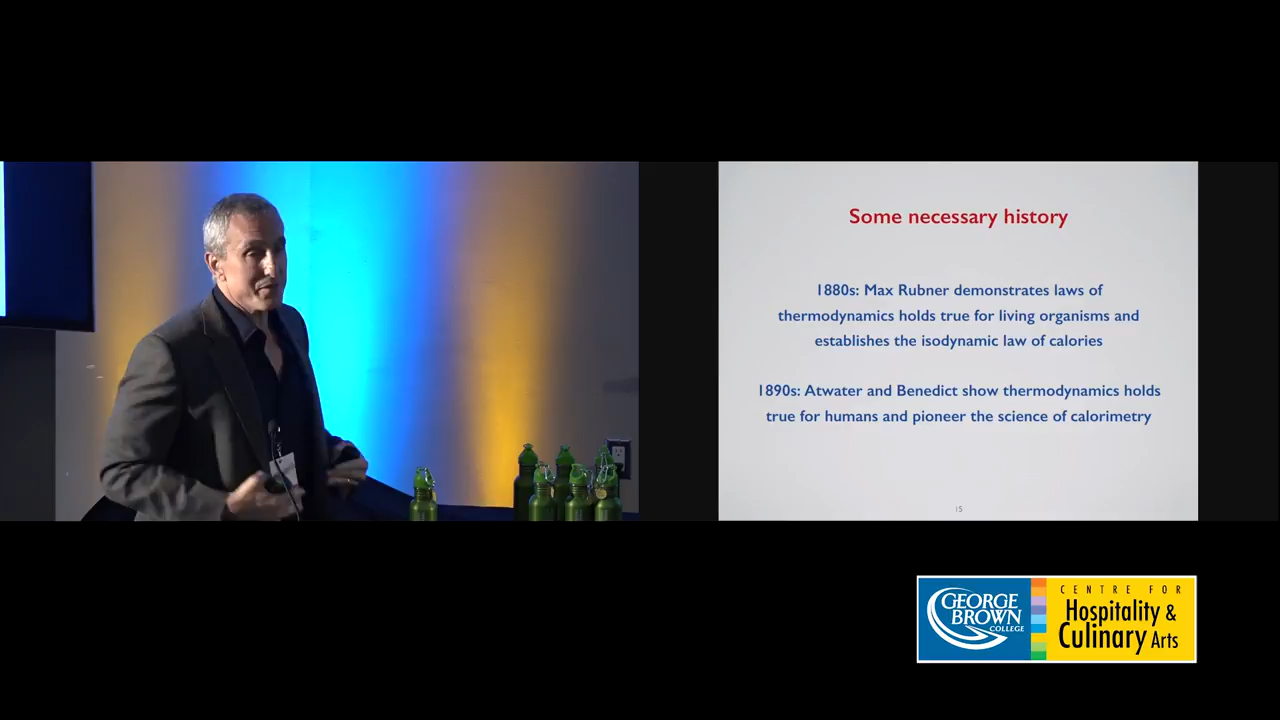 Some necessary history
1880s: Max Rubner demonstrates laws of
thermodynamics holds true for living organisms and
establishes the isodynamic law of calories
1890s: Atwater and Benedict show thermodynamics holds
true for humans and pioneer the science of calorimetry
15
GEORGE
BROWN
COLLEGE
CENTRE FOR
Hospitality &
Culinary Arts